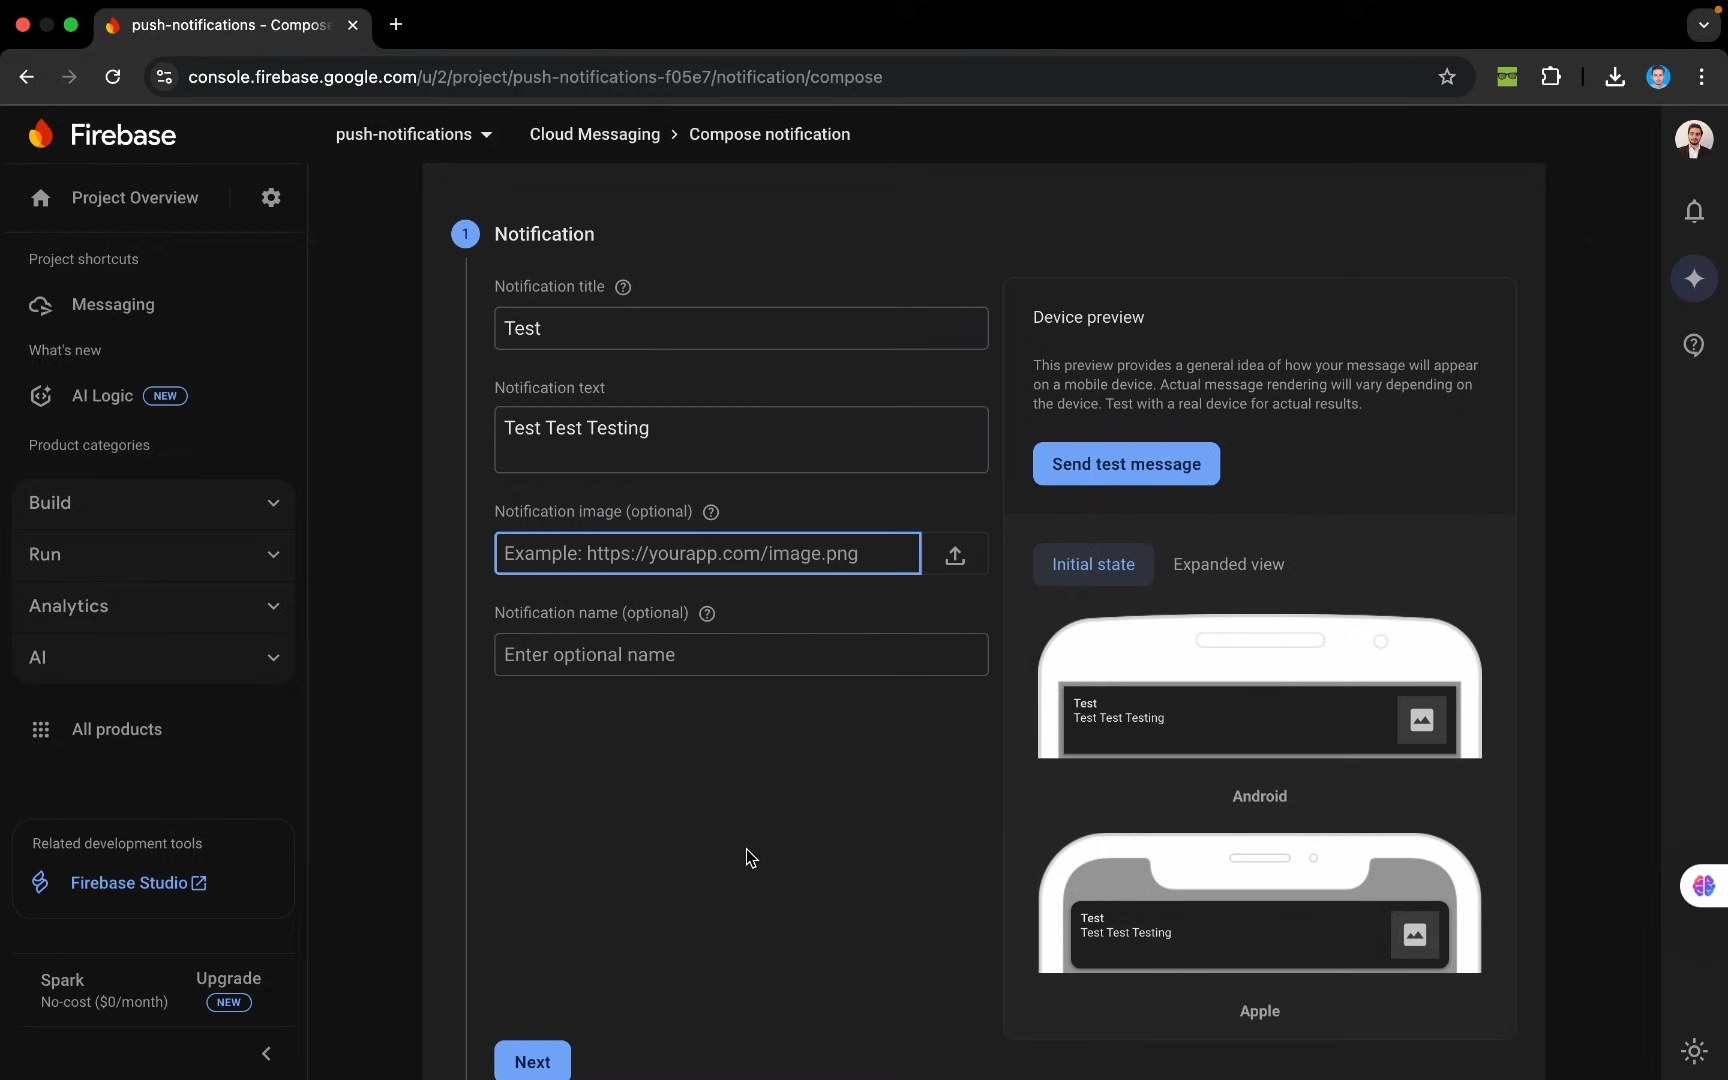 push-notifications - Compose
console.firebase.google.com/u/2/project/push-notifications-f05e7/notification/compose
Firebase
push-notifications
Cloud Messaging > Compose notification
Project Overview
Project shortcuts
Messaging
What's new
AI Logic NEW
Product categories
Build
Run
Analytics
AI
All products
Related development tools
Firebase Studio
Spark
No-cost ($0/month)
Upgrade
NEW
1 Notification
Notification title
Test
Notification text
Test Test Testing
Notification image (optional)
Example: https://yourapp.com/image.png
Notification name (optional)
Enter optional name
Next
Device preview
This preview provides a general idea of how your message will appear
on a mobile device. Actual message rendering will vary depending on
the device. Test with a real device for actual results.
Send test message
Initial state
Expanded view
Test
Test Test Testing
Android
Test
Test Test Testing
Apple